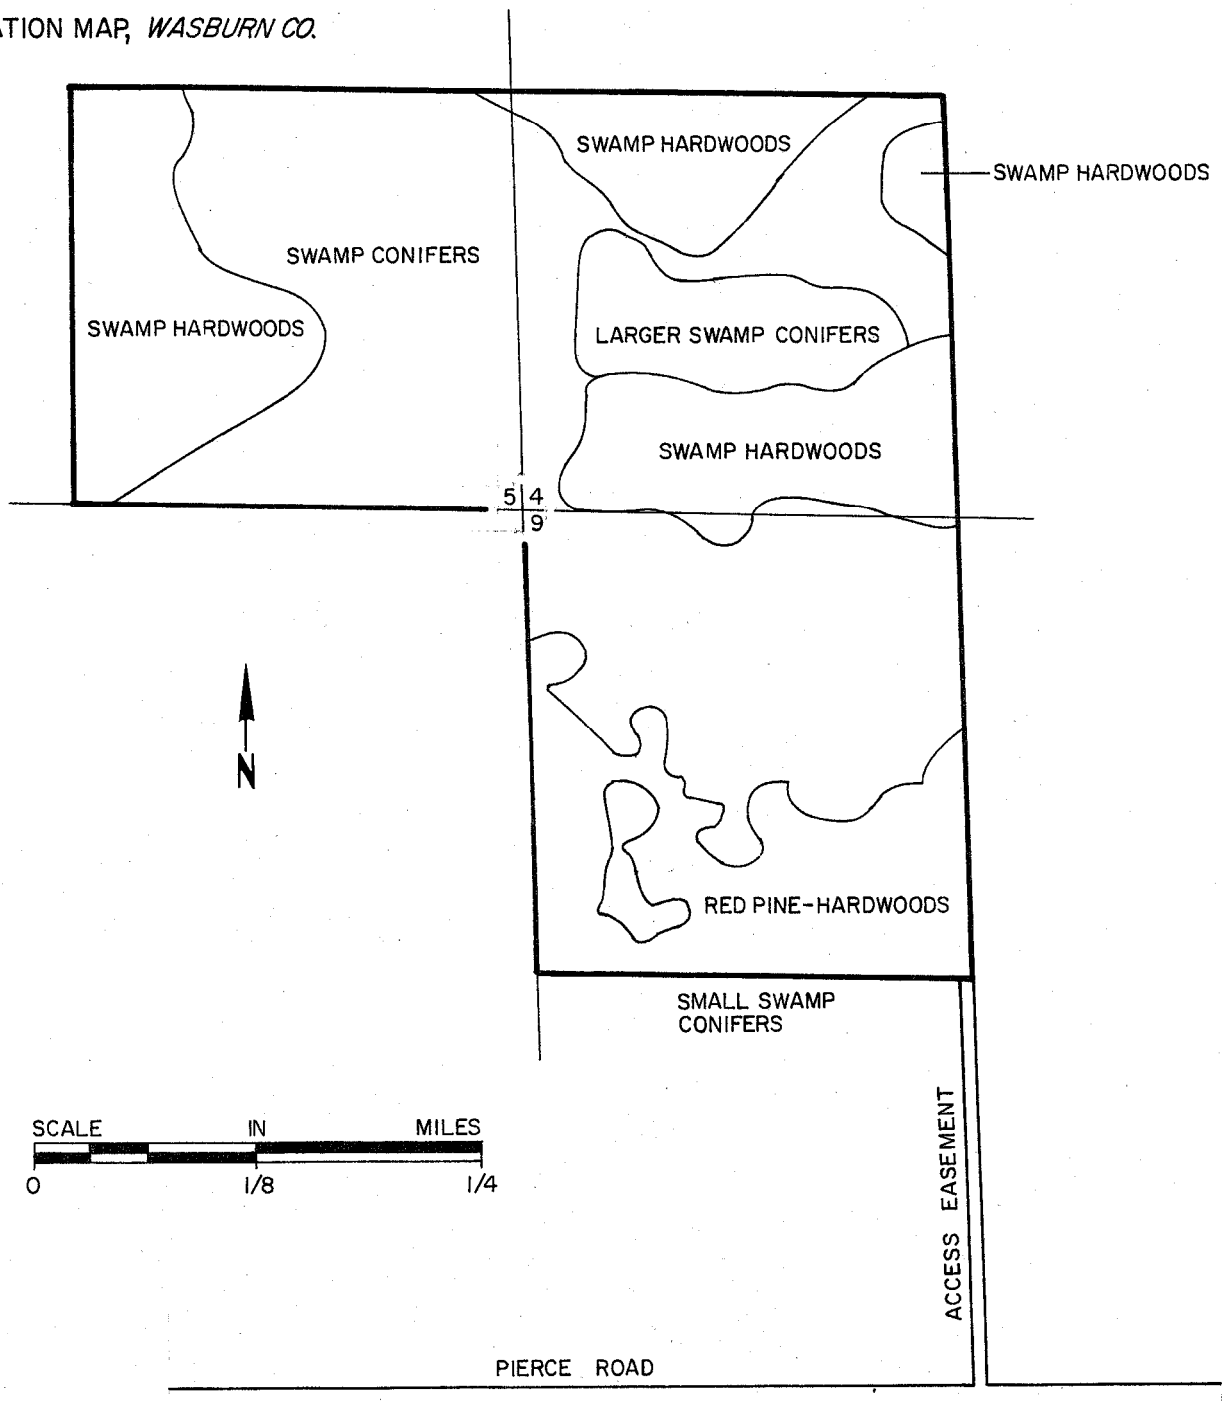 ATION MAP, WASBURN CO.
SWAMP HARDWOODS
SWAMP HARDWOODS
SWAMP CONIFERS
SWAMP HARDWOODS
LARGER SWAMP CONIFERS
SWAMP HARDWOODS
5 4
9
N
RED PINE-HARDWOODS
SMALL SWAMP
CONIFERS
SCALE IN MILES
0 1/8 1/4
ACCESS EASEMENT
PIERCE ROAD